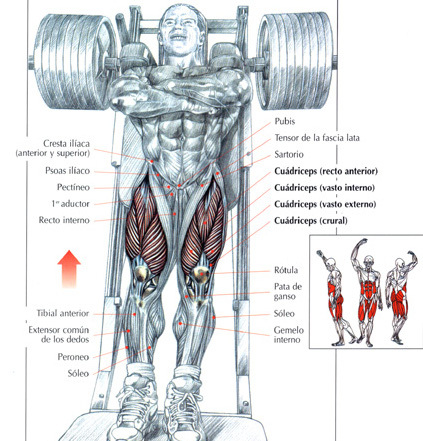 Pubis
Tensor de la fascia lata
Cresta ilíaca
(anterior y superior)
Sartorio
Psoas ilíaco
Cuádriceps (recto anterior)
Pectíneo
Cuádriceps (vasto interno)
1er aductor
Cuádriceps (vasto externo)
Recto interno
Cuádriceps (crural)
Rótula
Pata de
ganso
Tibial anterior
Sóleo
Extensor común
de los dedos
Gemelo
interno
Peroneo
Sóleo